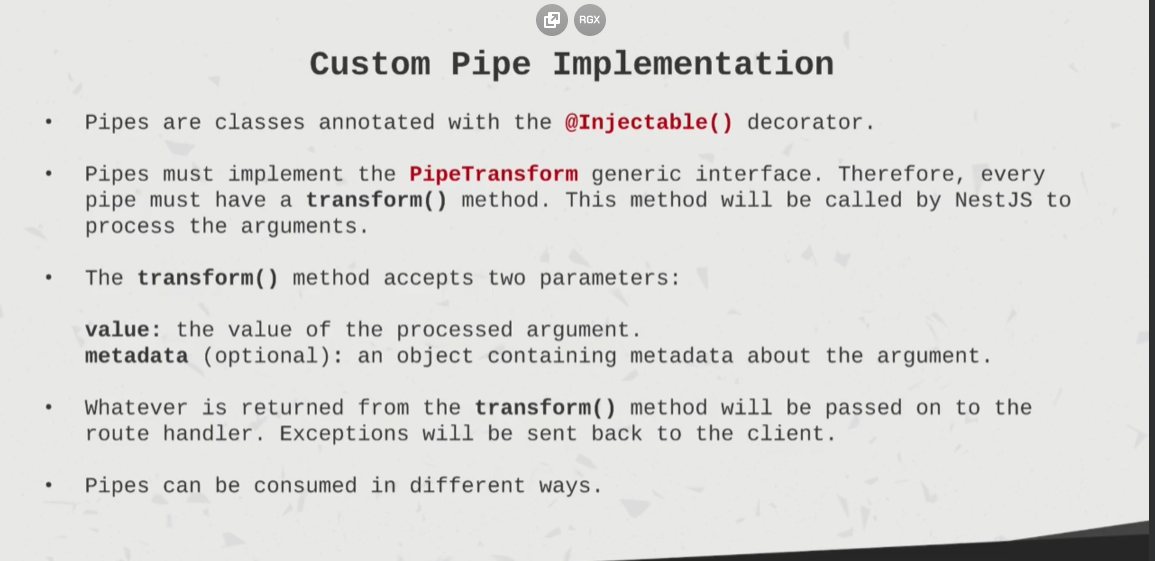 RGX
Custom Pipe Implementation
• Pipes are classes annotated with the @Injectable() decorator.
• Pipes must implement the PipeTransform generic interface. Therefore, every
pipe must have a transform() method. This method will be called by NestJS to
process the arguments.
• The transform() method accepts two parameters:
value: the value of the processed argument.
metadata (optional): an object containing metadata about the argument.
• Whatever is returned from the transform() method will be passed on to the
route handler. Exceptions will be sent back to the client.
• Pipes can be consumed in different ways.